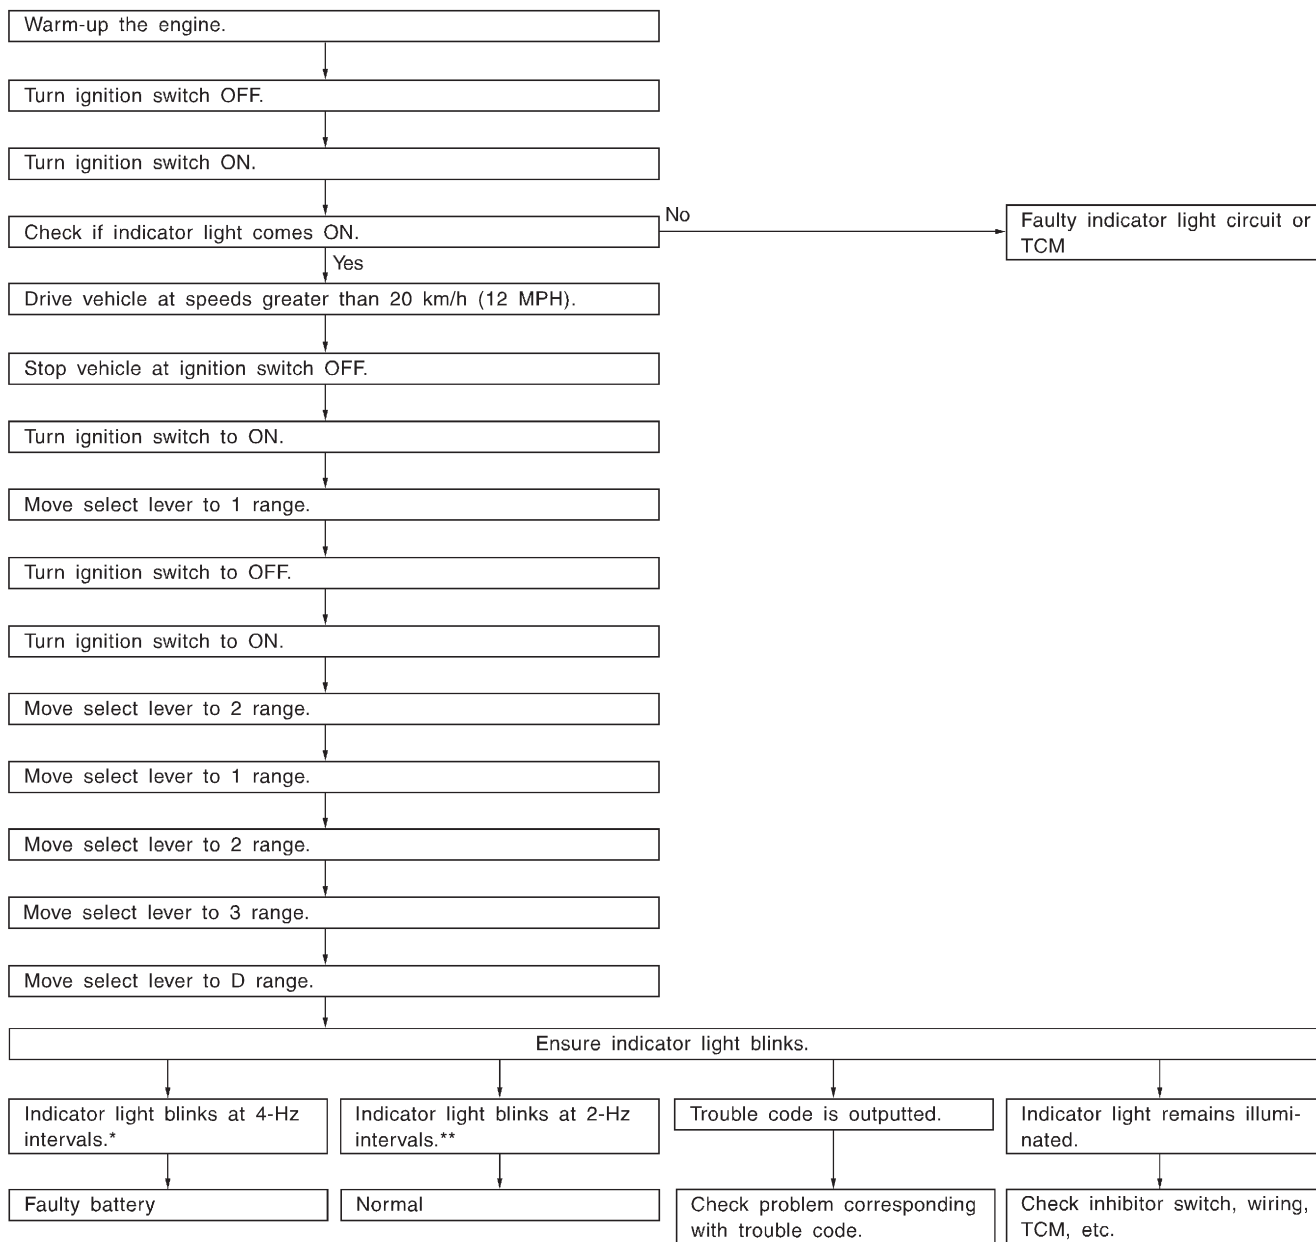 Warm-up the engine.
Turn ignition switch OFF.
Turn ignition switch ON.
Check if indicator light comes ON.
No
Faulty indicator light circuit or
TCM
Yes
Drive vehicle at speeds greater than 20 km/h (12 MPH).
Stop vehicle at ignition switch OFF.
Turn ignition switch to ON.
Move select lever to 1 range.
Turn ignition switch to OFF.
Turn ignition switch to ON.
Move select lever to 2 range.
Move select lever to 1 range.
Move select lever to 2 range.
Move select lever to 3 range.
Move select lever to D range.
Ensure indicator light blinks.
Indicator light blinks at 4-Hz
intervals.*
Indicator light blinks at 2-Hz
intervals.**
Trouble code is outputted.
Indicator light remains illumi-
nated.
Faulty battery
Normal
Check problem corresponding
with trouble code.
Check inhibitor switch, wiring,
TCM, etc.